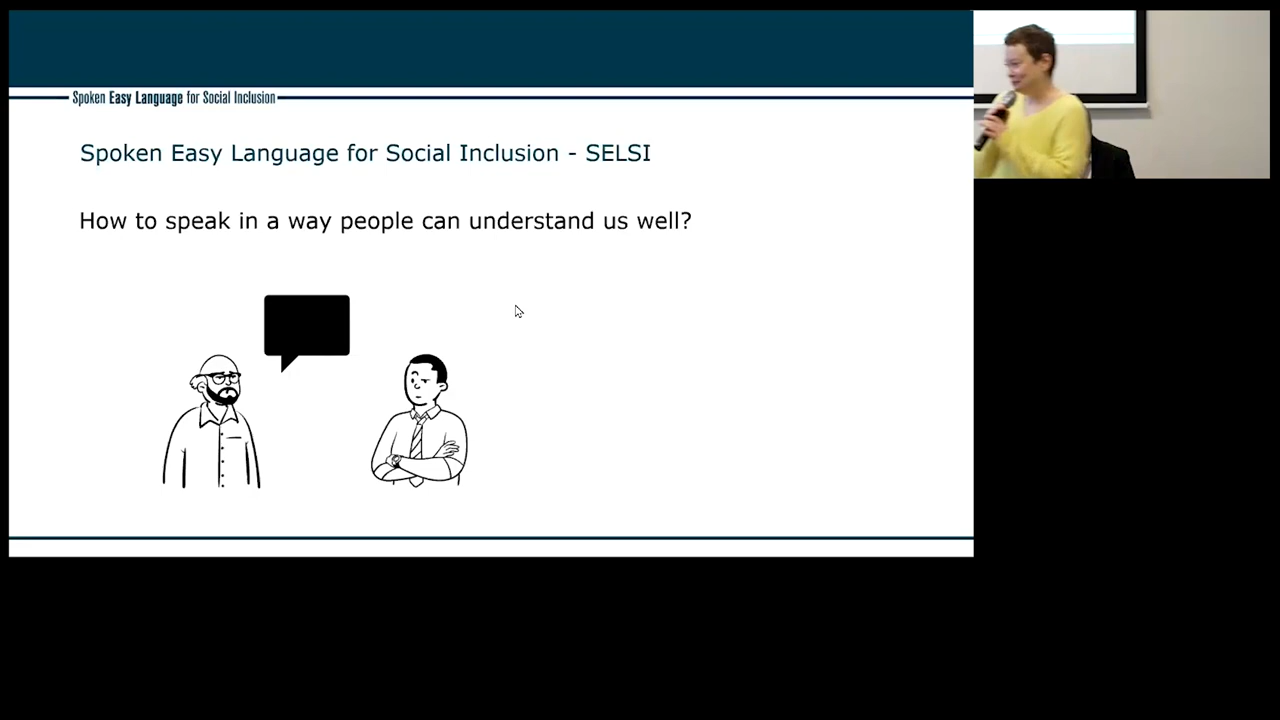 Spoken Easy Language for Social Inclusion
Spoken Easy Language for Social Inclusion - SELSI
How to speak in a way people can understand us well?